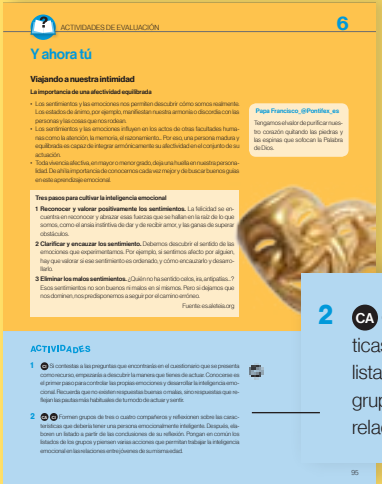 ?
ACTIVIDADES DE EVALUACIÓN
6
Y ahora tú
Viajando a nuestra intimidad
La importancia de una afectividad equilibrada
• Los sentimientos y las emociones nos permiten descubrir cómo somos realmente.
Los estados de ánimo, por ejemplo, manifiestan nuestra armonía o discordia con las
personas y las cosas que nos rodean.
• Los sentimientos y las emociones influyen en los actos de otras facultades huma-
nas como la atención, la memoria, el razonamiento... Por eso, una persona madura y
equilibrada es capaz de integrar armónicamente su afectividad en el conjunto de su
actuación.
• Toda vivencia afectiva, en mayor o menor grado, deja una huella en nuestra persona-
lidad. De ahí la importancia de conocernos cada vez mejor y de buscar buenos guías
en este aprendizaje emocional.
Papa Francisco_@Pontifex_es
Tengamos el valor de purificar nues-
tro corazón quitando las piedras y
las espinas que sofocan la Palabra
de Dios.
Tres pasos para cultivar la inteligencia emocional
1 Reconocer y valorar positivamente los sentimientos. La felicidad se en-
cuentra en reconocer y abrazar esas fuerzas que se hallan en la raíz de lo que
somos, como el ansia instintiva de dar y de recibir amor, y las ganas de superar
obstáculos.
2 Clarificar y encauzar los sentimiento. Debemos descubrir el sentido de las
emociones que experimentamos. Por ejemplo, si sentimos afecto por alguien,
hay que valorar si ese sentimiento es ordenado, y cómo encauzarlo y desarro-
llarlo.
3 Eliminar los malos sentimientos. ¿Quién no ha sentido celos, ira, antipatías...?
Esos sentimientos no son buenos ni malos en sí mismos. Pero si dejamos que
nos dominen, nos predisponemos a seguir por el camino erróneo.
Fuente: es.aleteia.org
ACTIVIDADES
1 Si contestas a las preguntas que encontrarás en el cuestionario que se presenta
como recurso, empezarás a descubrir la manera que tienes de actuar. Conocerse es
el primer paso para controlar las propias emociones y desarrollar la inteligencia emo-
cional. Recuerda que no existen respuestas buenas o malas, sino respuestas que re-
flejan las pautas más habituales de tu modo de actuar y sentir.
2 CA Formen grupos de tres o cuatro compañeros y reflexionen sobre las carac-
terísticas que debería tener una persona emocionalmente inteligente. Después, ela-
boren un listado a partir de las conclusiones de su reflexión. Pongan en común los
listados de los grupos y piensen varias acciones que permitan trabajar la inteligencia
emocional en las relaciones entre jóvenes de su misma edad.
2 CA
ticas
lista
grup
relac
95